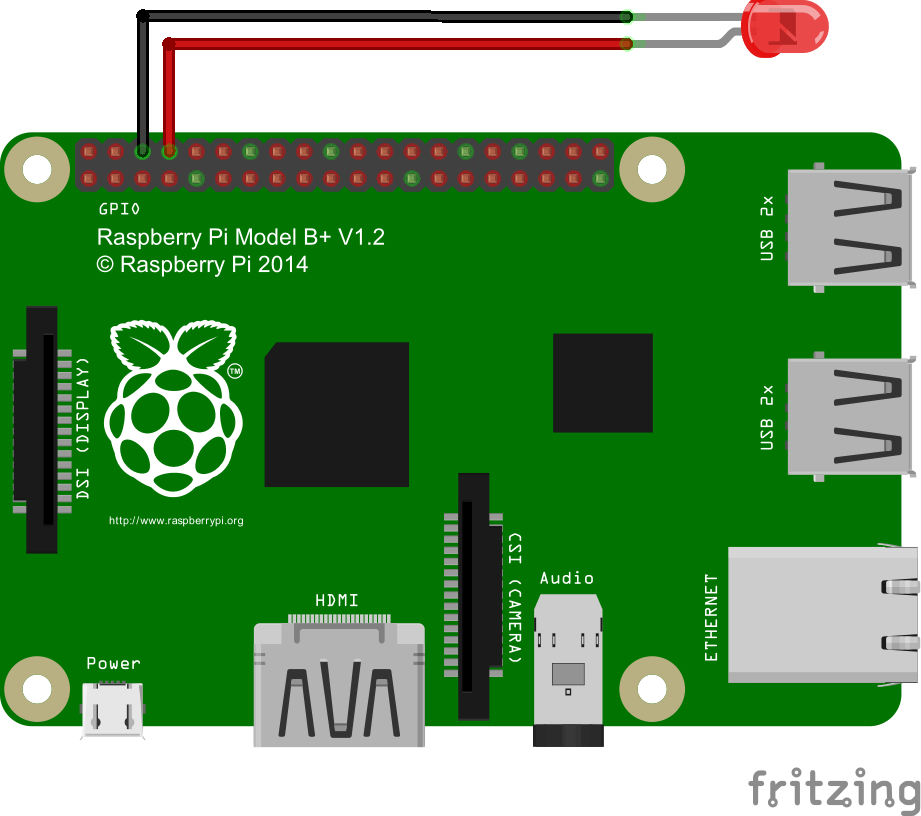 GPIO
Raspberry Pi Model B+ V1.2
© Raspberry Pi 2014
USB 2x
DSI (DISPLAY)
TM
USB 2x
http://www.raspberrypi.org
CSI (CAMERA)
Audio
ETHERNET
HDMI
Power
fritzing